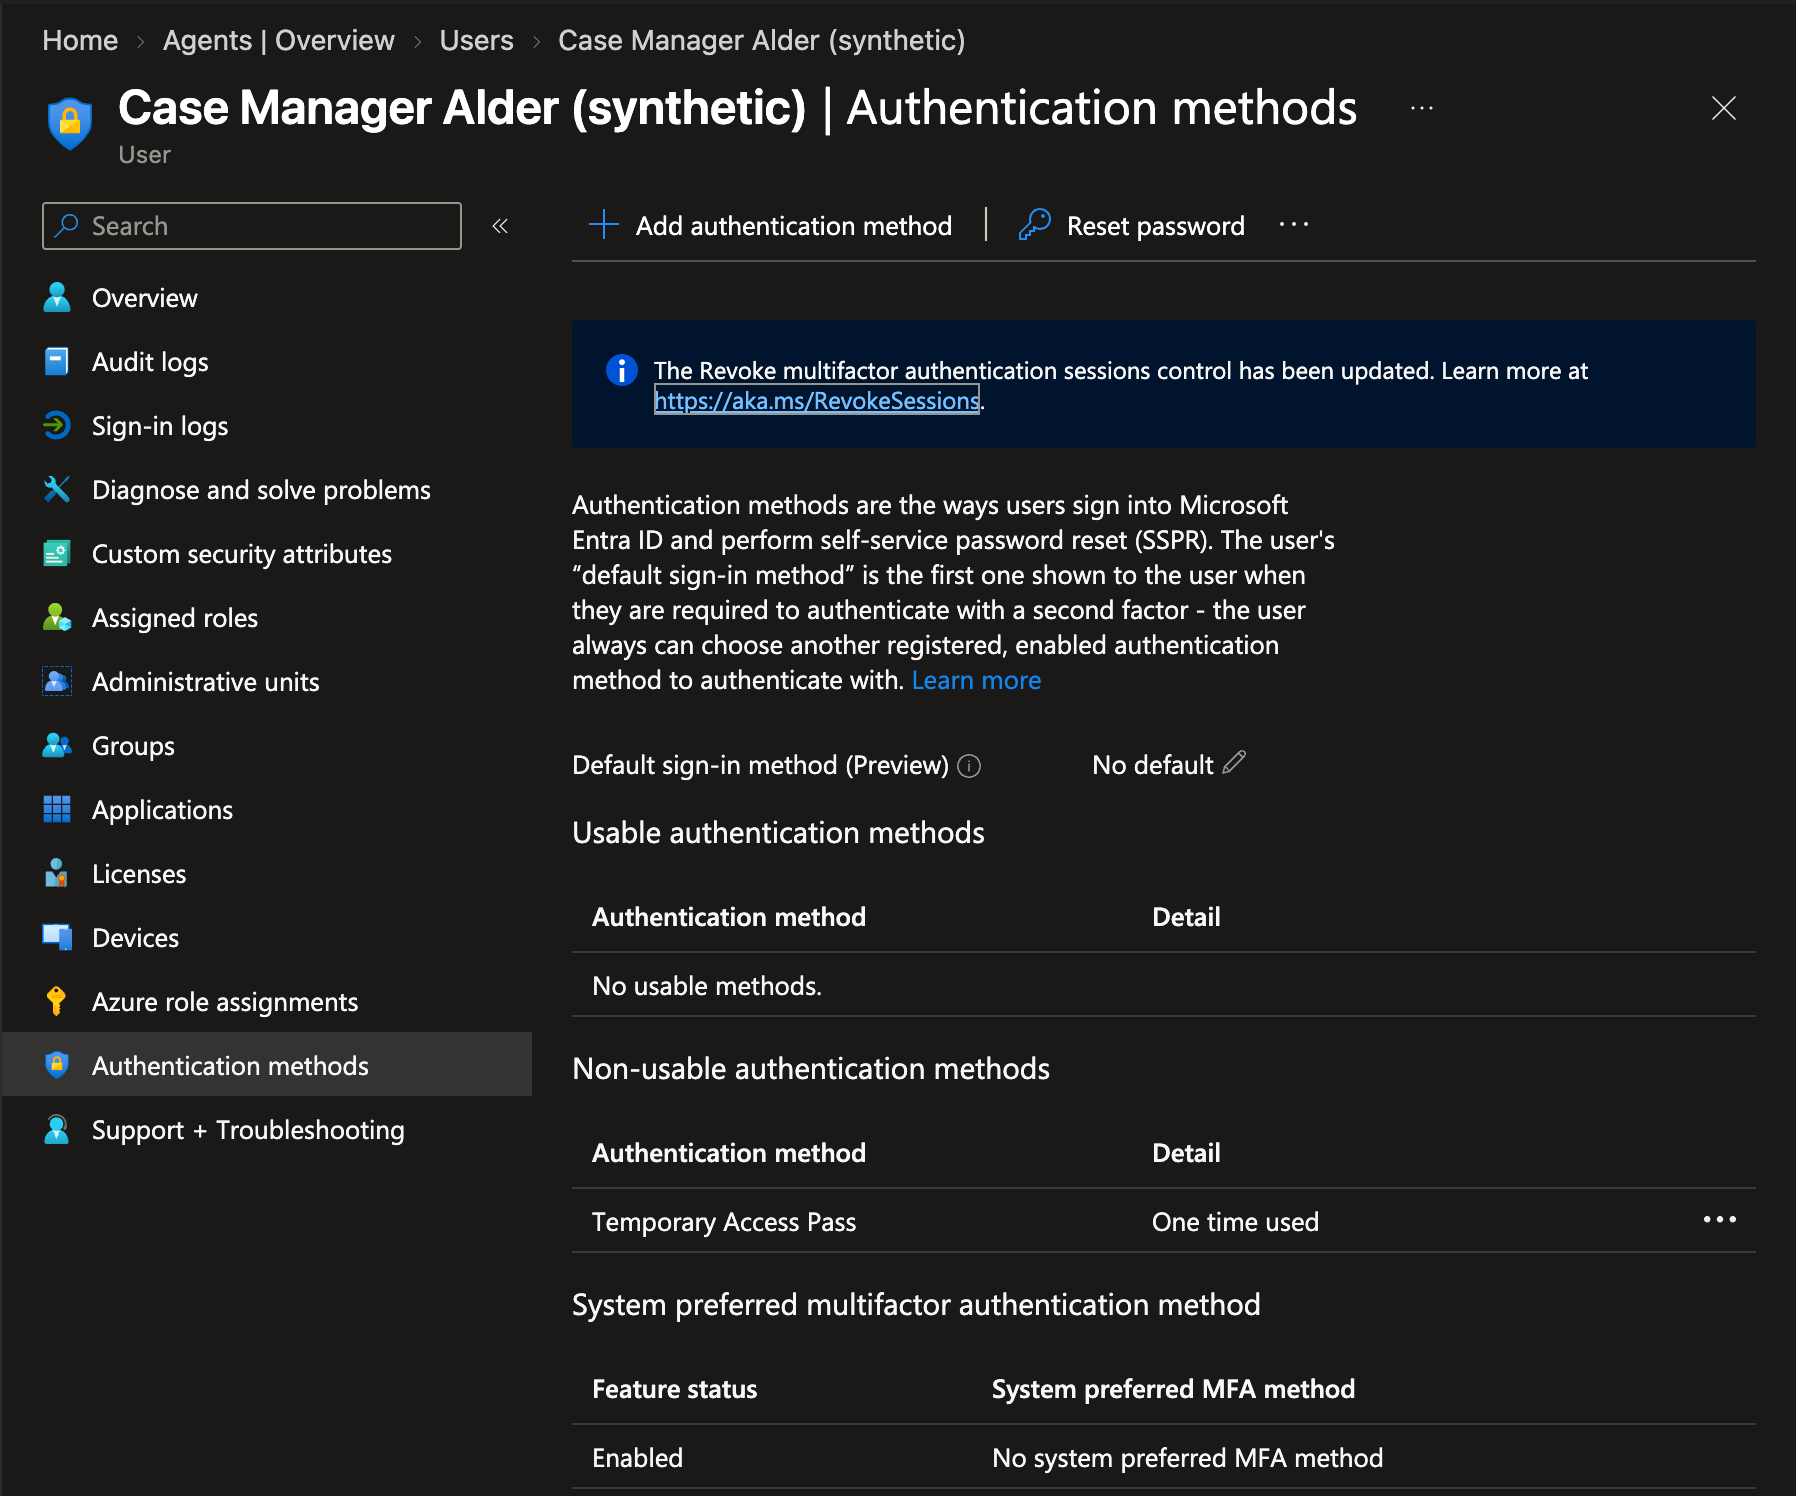 Home > Agents | Overview > Users > Case Manager Alder (synthetic)
Case Manager Alder (synthetic) | Authentication methods ...
User
Search «
Overview
Audit logs
Sign-in logs
Diagnose and solve problems
Custom security attributes
Assigned roles
Administrative units
Groups
Applications
Licenses
Devices
Azure role assignments
Authentication methods
Support + Troubleshooting
Add authentication method | Reset password ...
The Revoke multifactor authentication sessions control has been updated. Learn more at
https://aka.ms/RevokeSessions.
Authentication methods are the ways users sign into Microsoft
Entra ID and perform self-service password reset (SSPR). The user's
“default sign-in method” is the first one shown to the user when
they are required to authenticate with a second factor - the user
always can choose another registered, enabled authentication
method to authenticate with. Learn more
Default sign-in method (Preview) No default
Usable authentication methods
Authentication method Detail
No usable methods.
Non-usable authentication methods
Authentication method Detail
Temporary Access Pass One time used ...
System preferred multifactor authentication method
Feature status System preferred MFA method
Enabled No system preferred MFA method